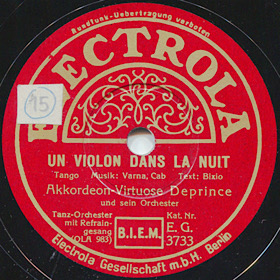 Rundfunk-Uebertragung verboten
ELECTROLA
15
UN VIOLON DANS LA NUIT
Tango Musik: Varna, Cab Text: Bixio
Akkordeon-Virtuose Deprince
und sein Orchester
Tanz-Orchester
mit Refrain-
gesang
(OLA 983)
B.I.E.M.
Kat. Nr.
E. G.
3733
Electrola Gesellschaft m.b.H. Berlin